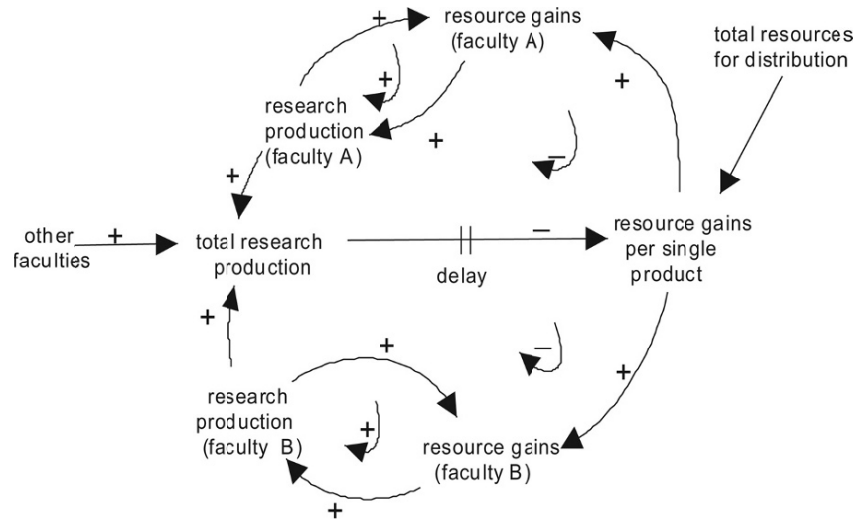 resource gains
(faculty A)
total resources
for distribution
+
+
+
research
production
(faculty A)
+
−
+
other
faculties
+
total research
production
−
delay
resource gains
per single
product
+
+
−
+
research
production
(faculty B)
+
resource gains
(faculty B)
+